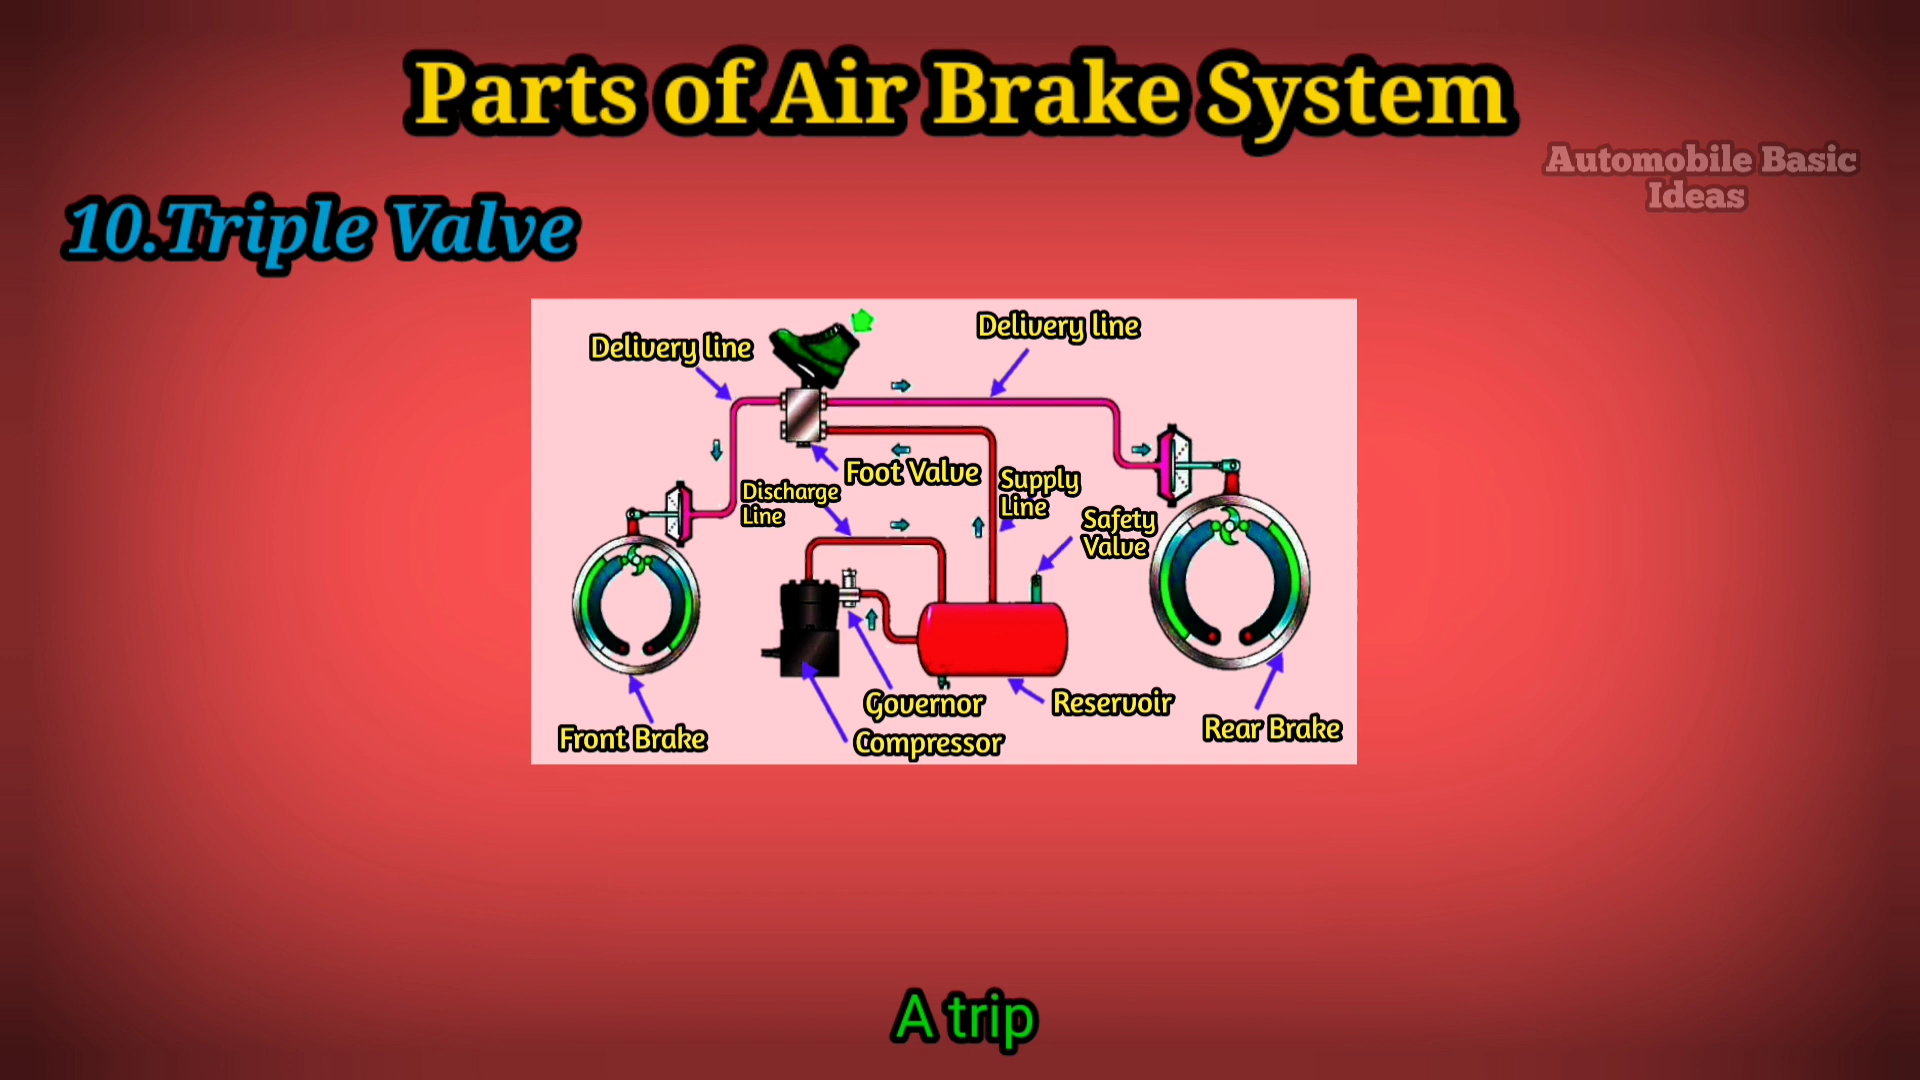 Parts of Air Brake System
Automobile Basic
Ideas
10.Triple Valve
Delivery line
Delivery line
Foot Valve
Supply
Line
Discharge
Line
Safety
Valve
Governor
Reservoir
Rear Brake
Front Brake
Compressor
A trip